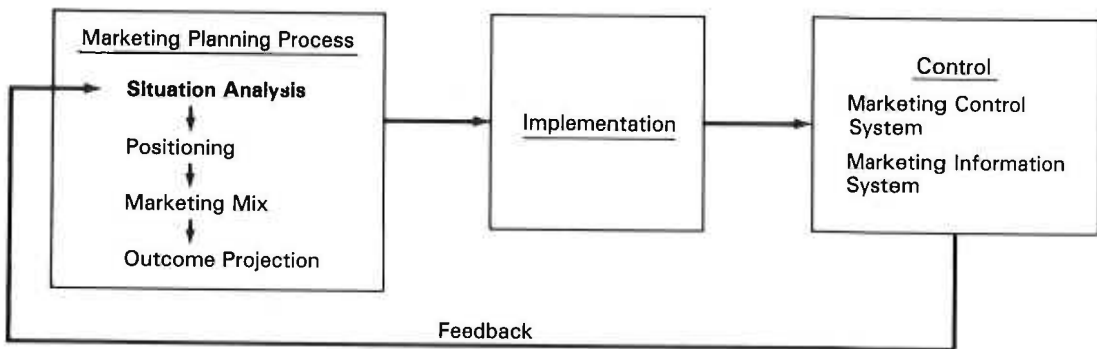 Marketing Planning Process
Situation Analysis
Positioning
Marketing Mix
Outcome Projection
Implementation
Control
Marketing Control
System
Marketing Information
System
Feedback